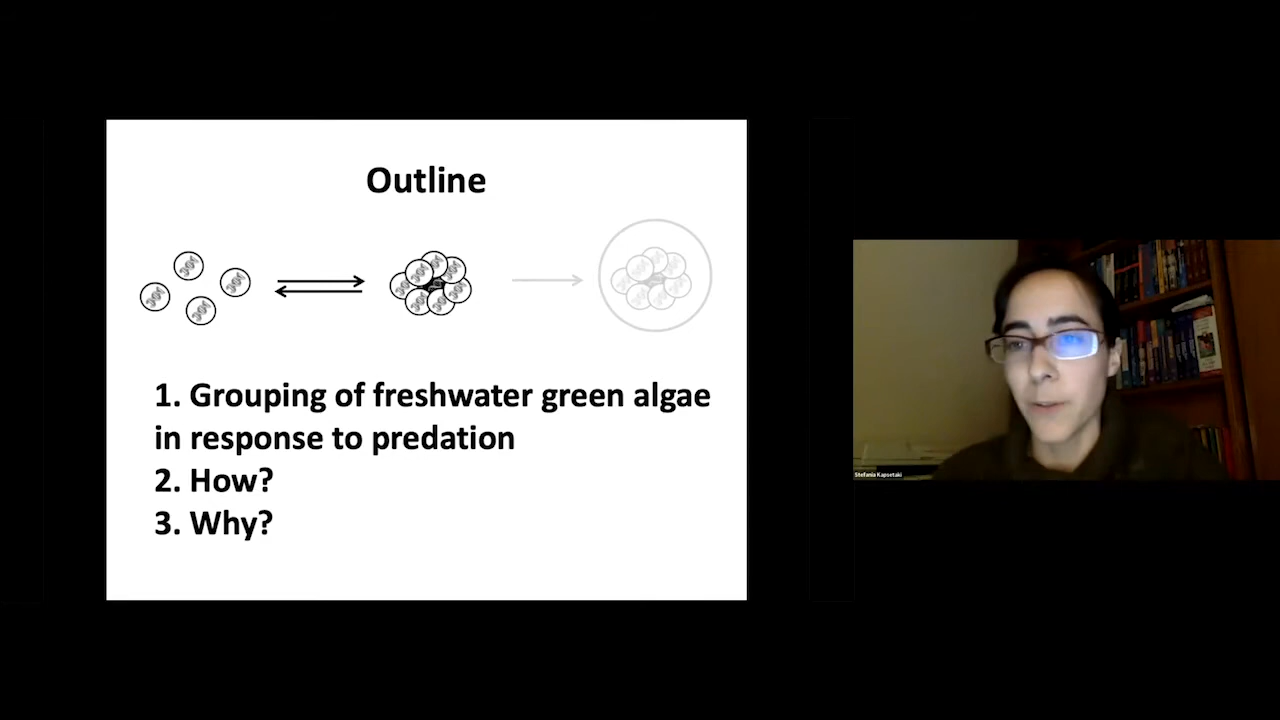 Outline
1. Grouping of freshwater green algae
in response to predation
2. How?
3. Why?
Stefania Kapsetaki